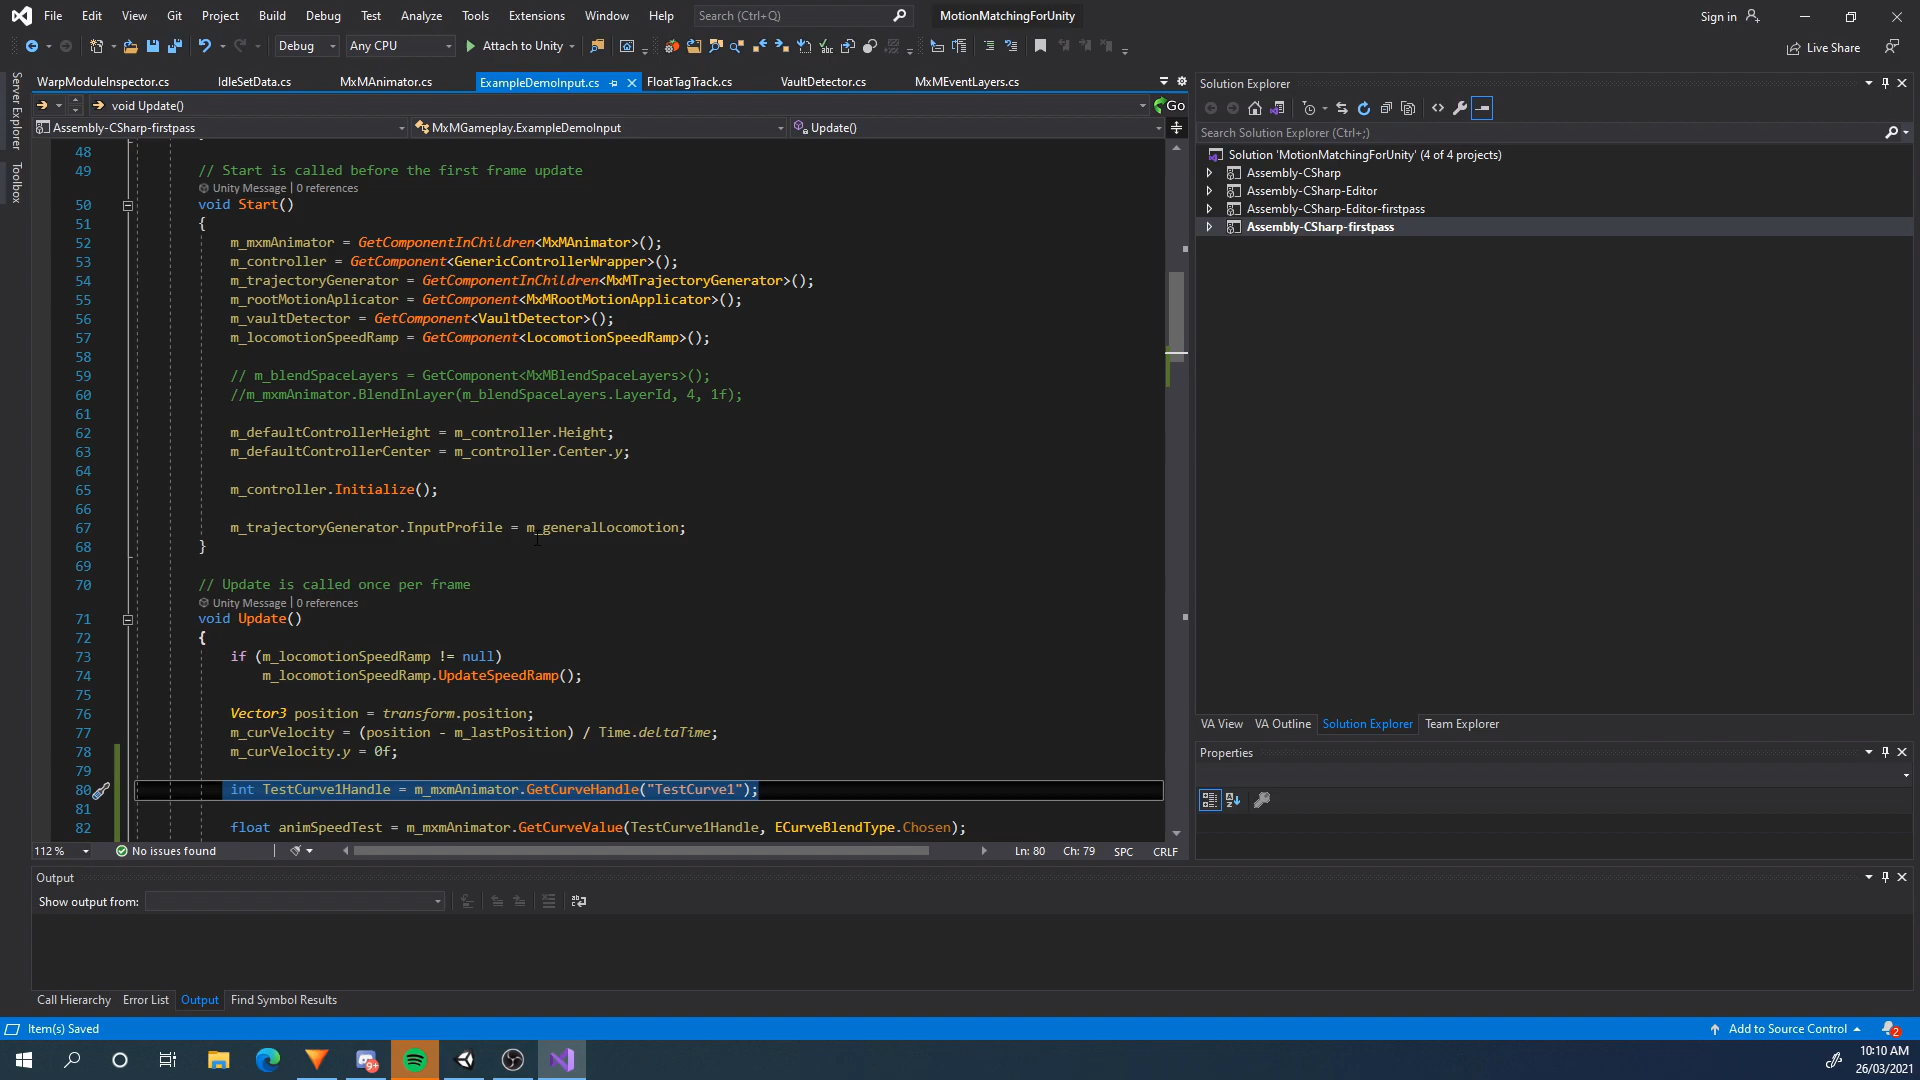 File Edit View Git Project Build Debug Test Analyze Tools Extensions Window Help Search (Ctrl+Q) MotionMatchingForUnity Sign in
Debug Any CPU Attach to Unity Live Share
Server Explorer
Toolbox
WarpModuleInspector.cs IdleSetData.cs MxMAnimator.cs ExampleDemoInput.cs FloatTagTrack.cs VaultDetector.cs MxMEventLayers.cs
void Update() Go
Assembly-CSharp-firstpass MxMGameplay.ExampleDemoInput Update()
48
49 // Start is called before the first frame update
Unity Message | 0 references
50 void Start()
51 {
52 m_mxmAnimator = GetComponentInChildren<MxMAnimator>();
53 m_controller = GetComponent<GenericControllerWrapper>();
54 m_trajectoryGenerator = GetComponentInChildren<MxMTrajectoryGenerator>();
55 m_rootMotionAplicator = GetComponent<MxMRootMotionApplicator>();
56 m_vaultDetector = GetComponent<VaultDetector>();
57 m_locomotionSpeedRamp = GetComponent<LocomotionSpeedRamp>();
58
59 // m_blendSpaceLayers = GetComponent<MxMBlendSpaceLayers>();
60 //m_mxmAnimator.BlendInLayer(m_blendSpaceLayers.LayerId, 4, 1f);
61
62 m_defaultControllerHeight = m_controller.Height;
63 m_defaultControllerCenter = m_controller.Center.y;
64
65 m_controller.Initialize();
66
67 m_trajectoryGenerator.InputProfile = m_generalLocomotion;
68 }
69
70 // Update is called once per frame
Unity Message | 0 references
71 void Update()
72 {
73 if (m_locomotionSpeedRamp != null)
74 m_locomotionSpeedRamp.UpdateSpeedRamp();
75
76 Vector3 position = transform.position;
77 m_curVelocity = (position - m_lastPosition) / Time.deltaTime;
78 m_curVelocity.y = 0f;
79
80 int TestCurve1Handle = m_mxmAnimator.GetCurveHandle("TestCurve1");
81
82 float animSpeedTest = m_mxmAnimator.GetCurveValue(TestCurve1Handle, ECurveBlendType.Chosen);
112 % No issues found Ln: 80 Ch: 79 SPC CRLF
Output
Show output from:
Call Hierarchy Error List Output Find Symbol Results
Solution Explorer
Search Solution Explorer (Ctrl+;)
Solution 'MotionMatchingForUnity' (4 of 4 projects)
Assembly-CSharp
Assembly-CSharp-Editor
Assembly-CSharp-Editor-firstpass
Assembly-CSharp-firstpass
VA View VA Outline Solution Explorer Team Explorer
Properties
Item(s) Saved Add to Source Control 2
9+
10:10 AM
26/03/2021